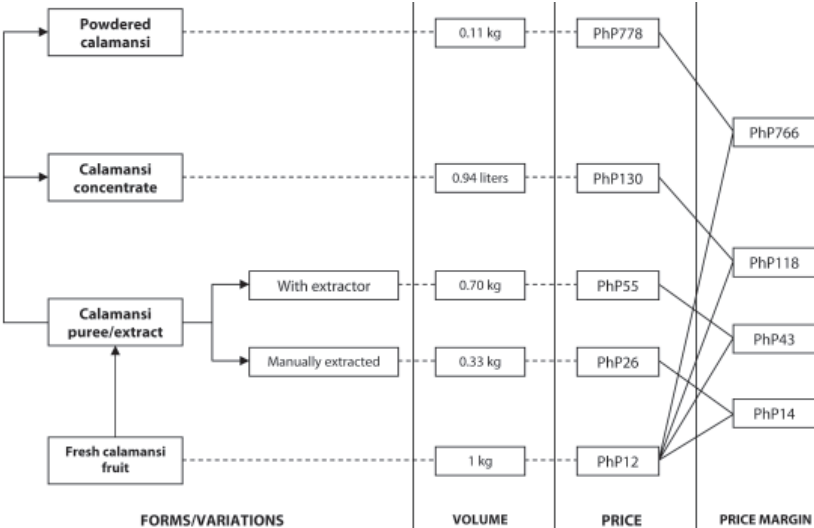 Powdered
calamansi
0.11 kg
PhP778
PhP766
Calamansi
concentrate
0.94 liters
PhP130
PhP118
With extractor
0.70 kg
PhP55
Calamansi
puree/extract
PhP43
Manually extracted
0.33 kg
PhP26
PhP14
Fresh calamansi
fruit
1 kg
PhP12
FORMS/VARIATIONS
VOLUME
PRICE
PRICE MARGIN